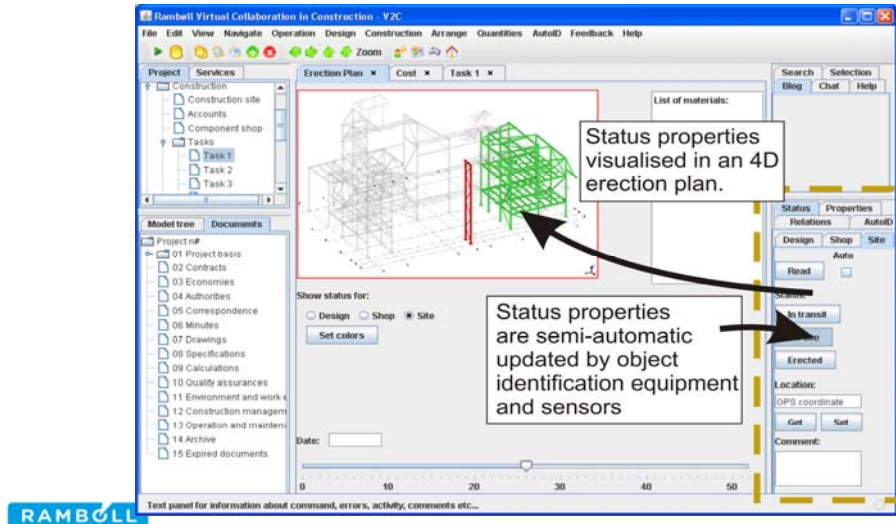 Rambøll Virtual Collaboration in Construction - V2C
File Edit View Navigate Operation Design Construction Arrange Quantities AutoID Feedback Help
Zoom
Project Services
Construction
Construction site
Accounts
Component shop
Tasks
Task 1
Task 2
Task 3
Model tree Documents
Project n#
01 Project basis
02 Contracts
03 Economies
04 Authorities
05 Correspondence
06 Minutes
07 Drawings
08 Specifications
09 Calculations
10 Quality assurances
11 Environment and work e
12 Construction managem
13 Operation and mainten
14 Archive
15 Expired documents
Erection Plan × Cost × Task 1 ×
List of materials:
Status properties
visualised in an 4D
erection plan.
Show status for:
Design Shop Site
Set colors
Status properties
are semi-automatic
updated by object
identification equipment
and sensors
Date:
0 10 20 30 40 50
Search Selection
Blog Chat Help
Status Properties
Relations AutoID
Design Shop Site
Auto
Read
Status:
In transit
Erected
Location:
GPS coordinate
Get Set
Comment:
Text panel for information about command, errors, activity, comments etc...
RAMBØLL